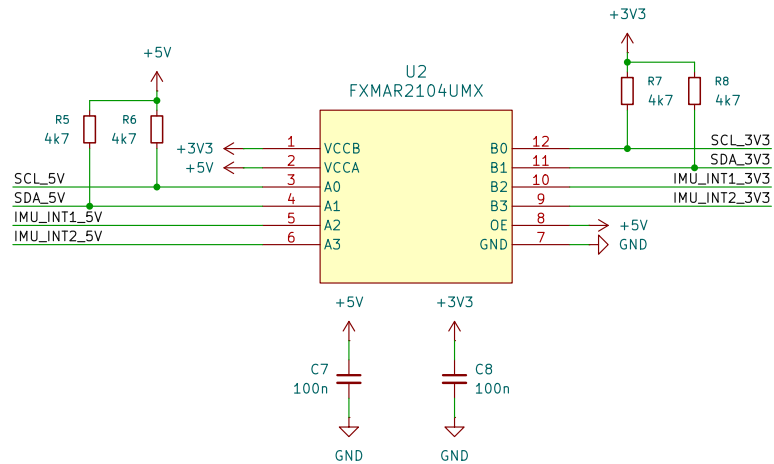 +3V3
+5V
U2
FXMAR2104UMX
R5
4k7
R6
4k7
R7
4k7
R8
4k7
+3V3 1 VCCB B0 12 SCL_3V3
+5V 2 VCCA B1 11 SDA_3V3
SCL_5V 3 A0 B2 10 IMU_INT1_3V3
SDA_5V 4 A1 B3 9 IMU_INT2_3V3
IMU_INT1_5V 5 A2 OE 8 +5V
IMU_INT2_5V 6 A3 GND 7 GND
+5V
+3V3
C7
100n
C8
100n
GND
GND